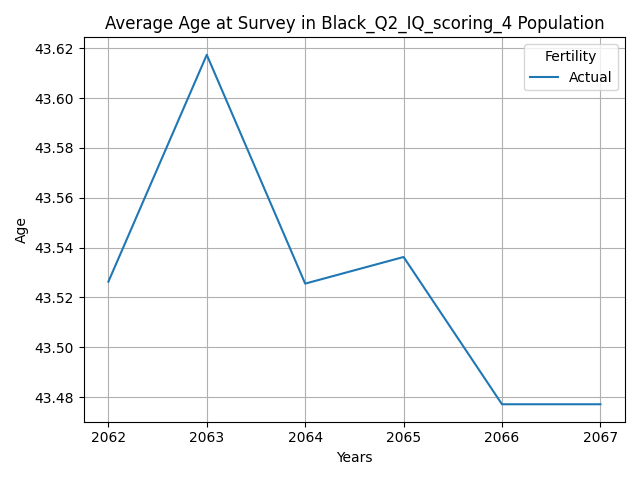 Average Age at Survey in Black_Q2_IQ_scoring_4 Population
Fertility
Actual
43.62
43.60
43.58
43.56
43.54
43.52
43.50
43.48
Age
2062 2063 2064 2065 2066 2067
Years